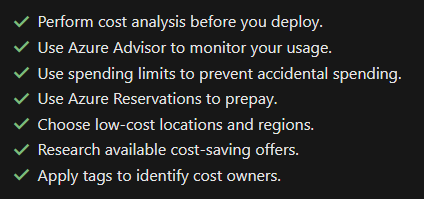 Perform cost analysis before you deploy.
Use Azure Advisor to monitor your usage.
Use spending limits to prevent accidental spending.
Use Azure Reservations to prepay.
Choose low-cost locations and regions.
Research available cost-saving offers.
Apply tags to identify cost owners.